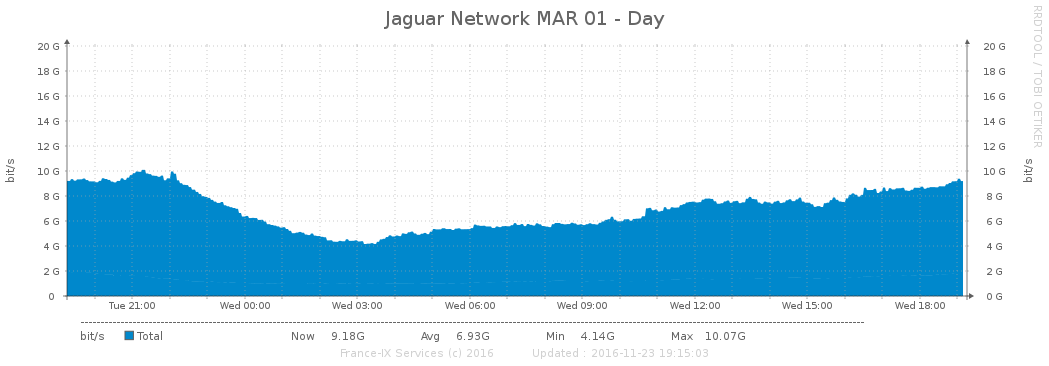 Jaguar Network MAR 01 - Day
RRDTOOL / TOBI OETIKER
bit/s
20 G 20 G
18 G 18 G
16 G 16 G
14 G 14 G
12 G 12 G
10 G 10 G
8 G 8 G
6 G 6 G
4 G 4 G
2 G 2 G
0 0 G
bit/s
Tue 21:00 Wed 00:00 Wed 03:00 Wed 06:00 Wed 09:00 Wed 12:00 Wed 15:00 Wed 18:00
bit/s Total Now 9.18G Avg 6.93G Min 4.14G Max 10.07G
France-IX Services (c) 2016 Updated : 2016-11-23 19:15:03